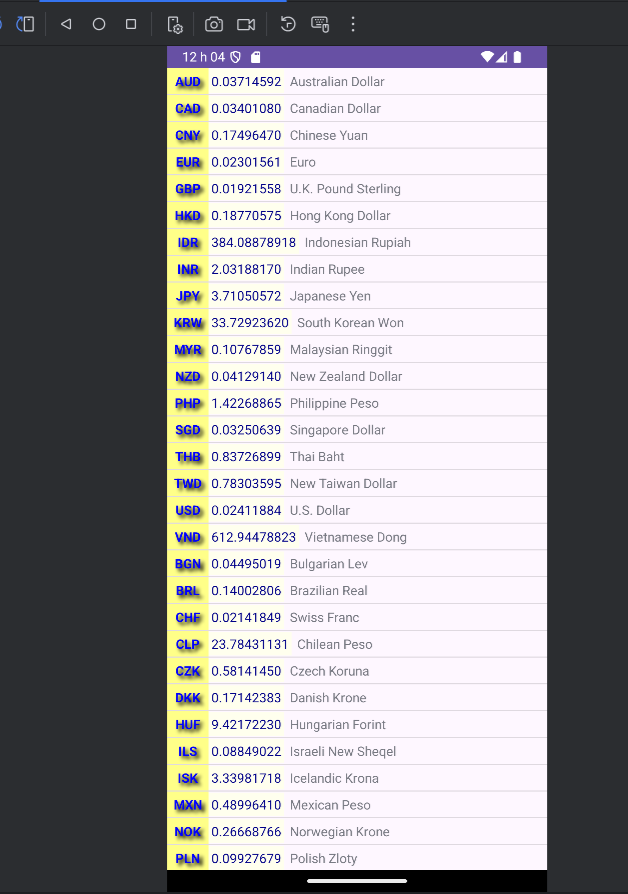 12 h 04
AUD 0.03714592 Australian Dollar
CAD 0.03401080 Canadian Dollar
CNY 0.17496470 Chinese Yuan
EUR 0.02301561 Euro
GBP 0.01921558 U.K. Pound Sterling
HKD 0.18770575 Hong Kong Dollar
IDR 384.08878918 Indonesian Rupiah
INR 2.03188170 Indian Rupee
JPY 3.71050572 Japanese Yen
KRW 33.72923620 South Korean Won
MYR 0.10767859 Malaysian Ringgit
NZD 0.04129140 New Zealand Dollar
PHP 1.42268865 Philippine Peso
SGD 0.03250639 Singapore Dollar
THB 0.83726899 Thai Baht
TWD 0.78303595 New Taiwan Dollar
USD 0.02411884 U.S. Dollar
VND 612.94478823 Vietnamese Dong
BGN 0.04495019 Bulgarian Lev
BRL 0.14002806 Brazilian Real
CHF 0.02141849 Swiss Franc
CLP 23.78431131 Chilean Peso
CZK 0.58141450 Czech Koruna
DKK 0.17142383 Danish Krone
HUF 9.42172230 Hungarian Forint
ILS 0.08849022 Israeli New Sheqel
ISK 3.33981718 Icelandic Krona
MXN 0.48996410 Mexican Peso
NOK 0.26668766 Norwegian Krone
PLN 0.09927679 Polish Zloty